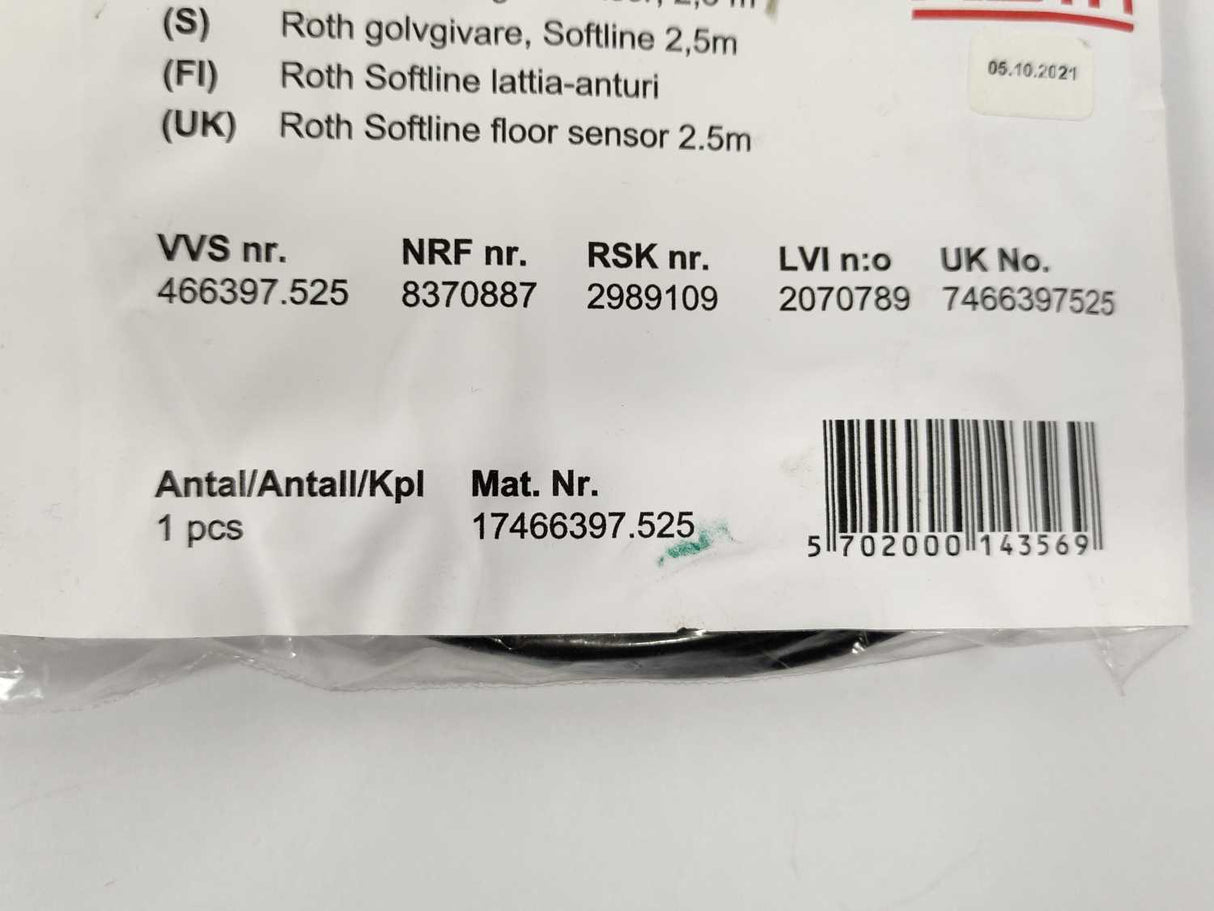 2,5 m
(S) Roth golvgivare, Softline 2,5m
05.10.2021
(FI) Roth Softline lattia-anturi
(UK) Roth Softline floor sensor 2.5m
VVS nr. NRF nr. RSK nr. LVI n:o UK No.
466397.525 8370887 2989109 2070789 7466397525
Antal/Antall/Kpl Mat. Nr.
1 pcs 17466397.525
5 702000 143569